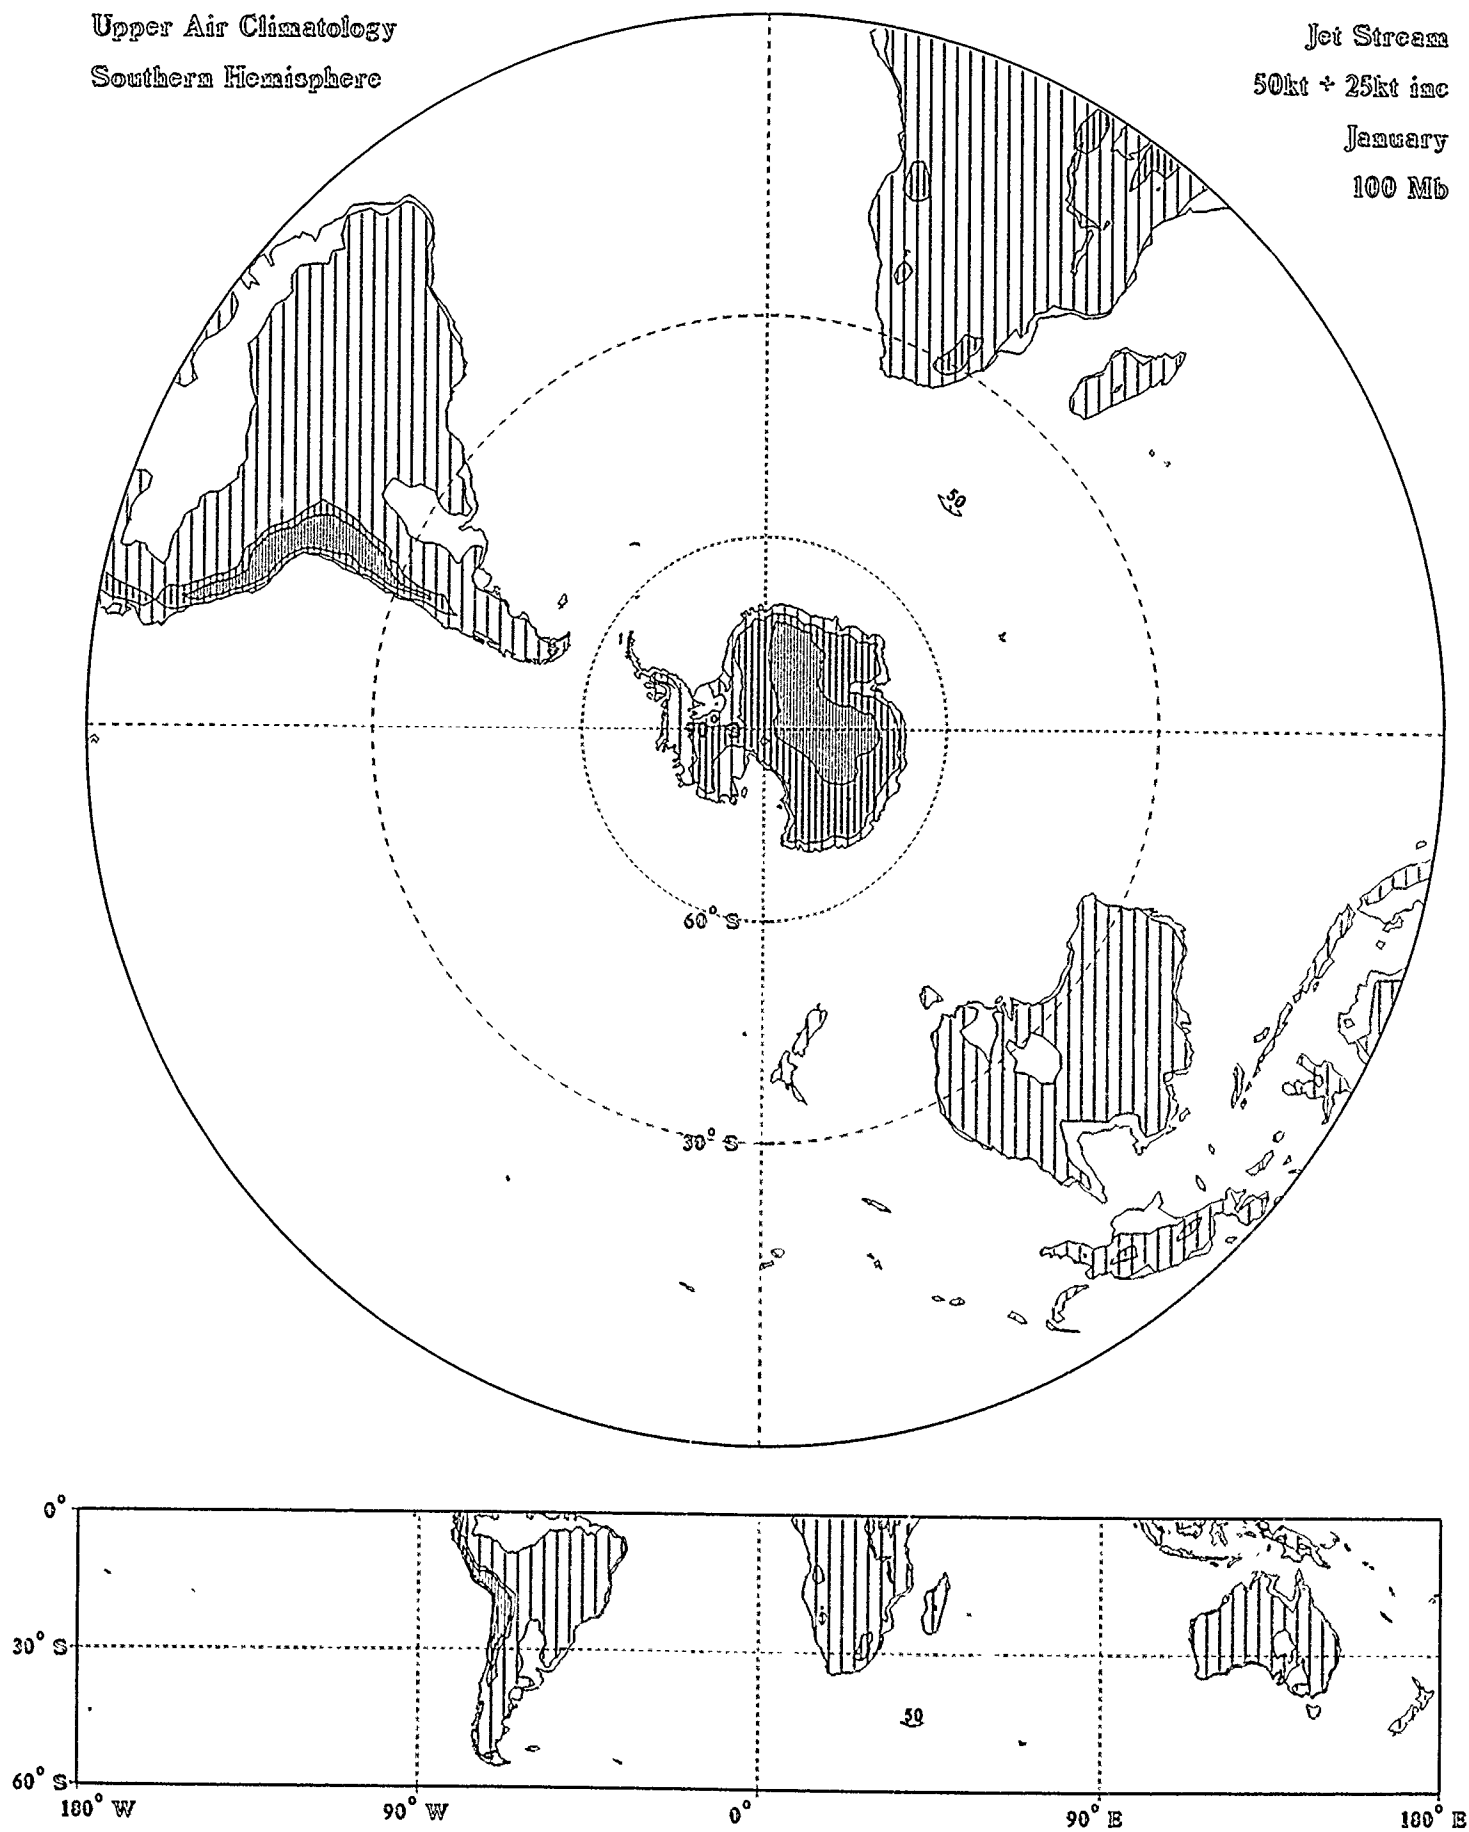 Upper Air Climatology
Southern Hemisphere
Jet Stream
50kt + 25kt inc
January
100 Mb
50
60° S
30° S
0°
30° S
50
60° S
180° W
90° W
0°
90° E
180° E